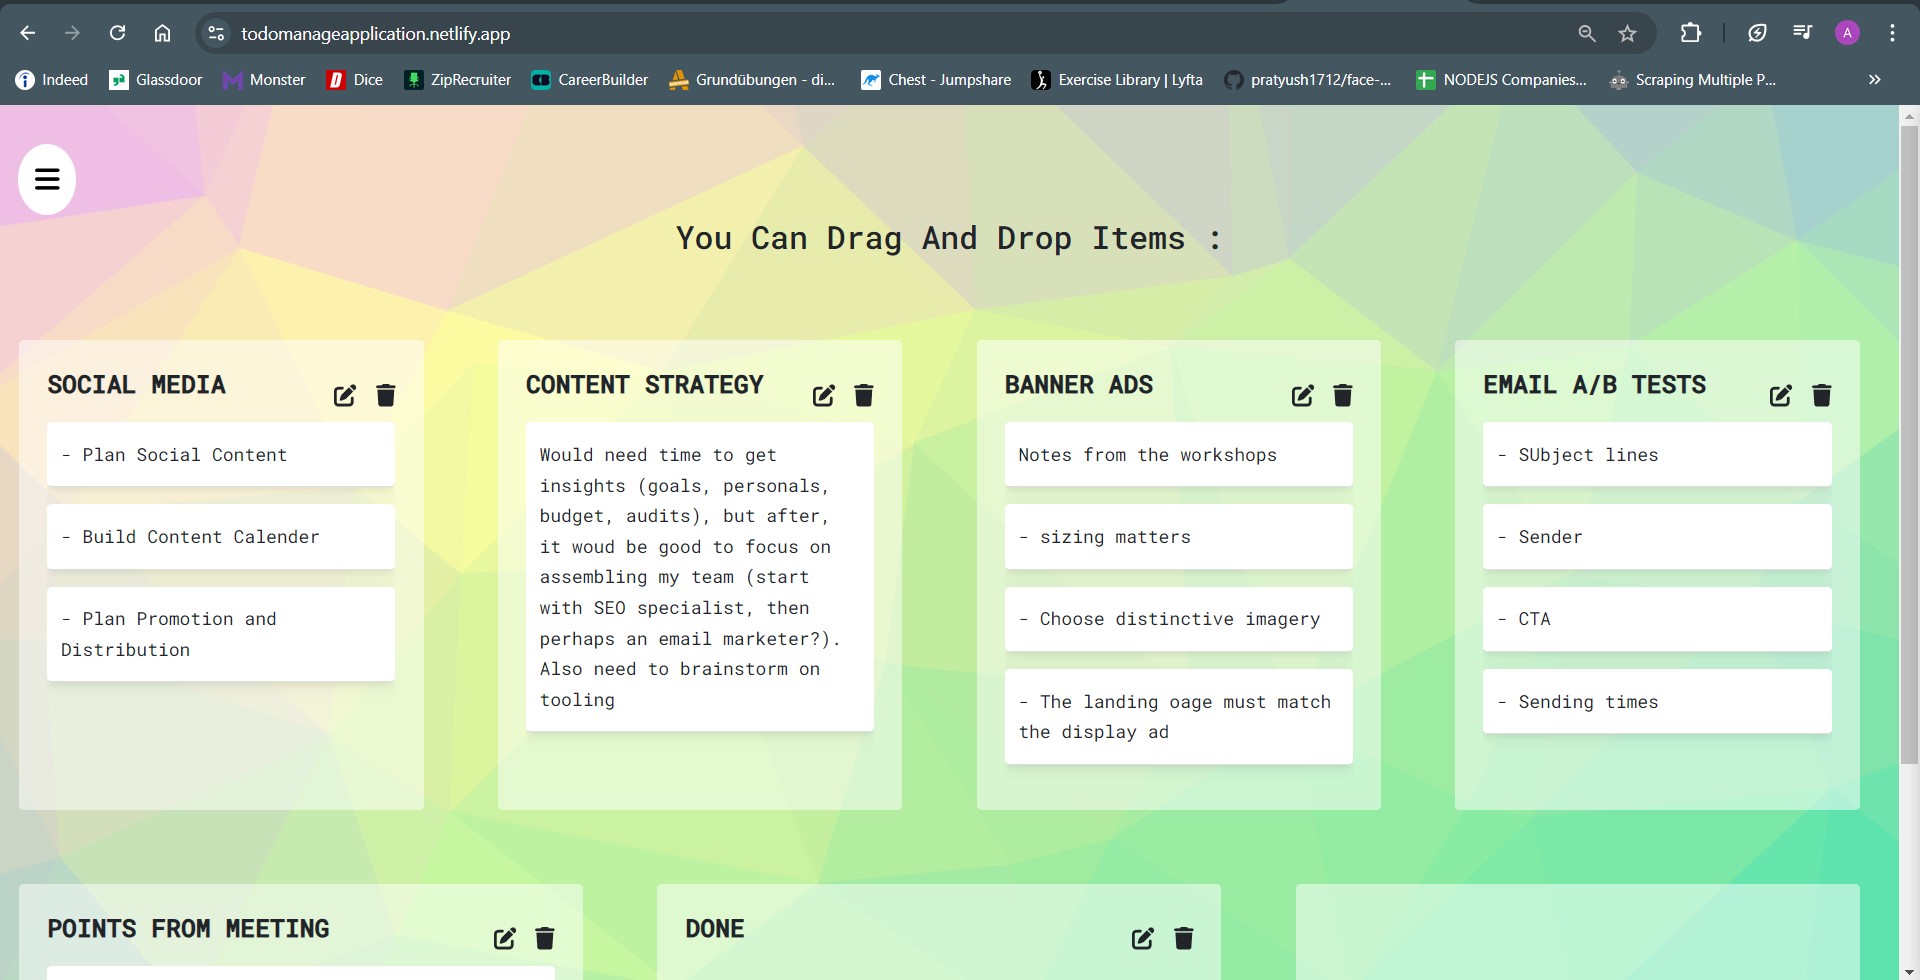 todomanageapplication.netlify.app
A
Indeed
Glassdoor
Monster
Dice
ZipRecruiter
CareerBuilder
Grundübungen - di...
Chest - Jumpshare
Exercise Library | Lyfta
pratyush1712/face-...
NODEJS Companies...
Scraping Multiple P...
You Can Drag And Drop Items :
SOCIAL MEDIA
- Plan Social Content
- Build Content Calender
- Plan Promotion and
Distribution
CONTENT STRATEGY
Would need time to get
insights (goals, personals,
budget, audits), but after,
it woud be good to focus on
assembling my team (start
with SEO specialist, then
perhaps an email marketer?).
Also need to brainstorm on
tooling
BANNER ADS
Notes from the workshops
- sizing matters
- Choose distinctive imagery
- The landing oage must match
the display ad
EMAIL A/B TESTS
- SUbject lines
- Sender
- CTA
- Sending times
POINTS FROM MEETING
DONE